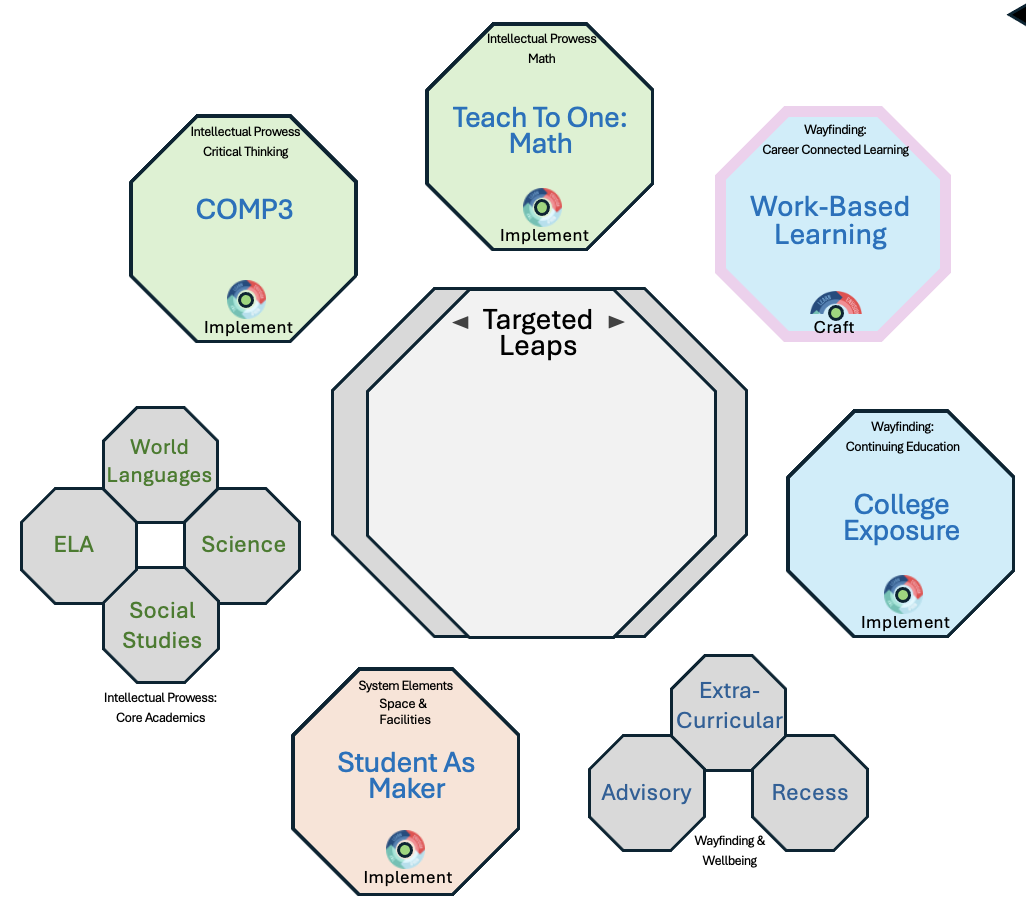 Intellectual Prowess
Math
Teach To One:
Math
Implement
Intellectual Prowess
Critical Thinking
COMP3
Implement
Wayfinding:
Career Connected Learning
Work-Based
Learning
Craft
Targeted
Leaps
World
Languages
ELA
Science
Social
Studies
Intellectual Prowess:
Core Academics
Wayfinding:
Continuing Education
College
Exposure
Implement
System Elements
Space &
Facilities
Student As
Maker
Implement
Extra-
Curricular
Advisory
Recess
Wayfinding &
Wellbeing